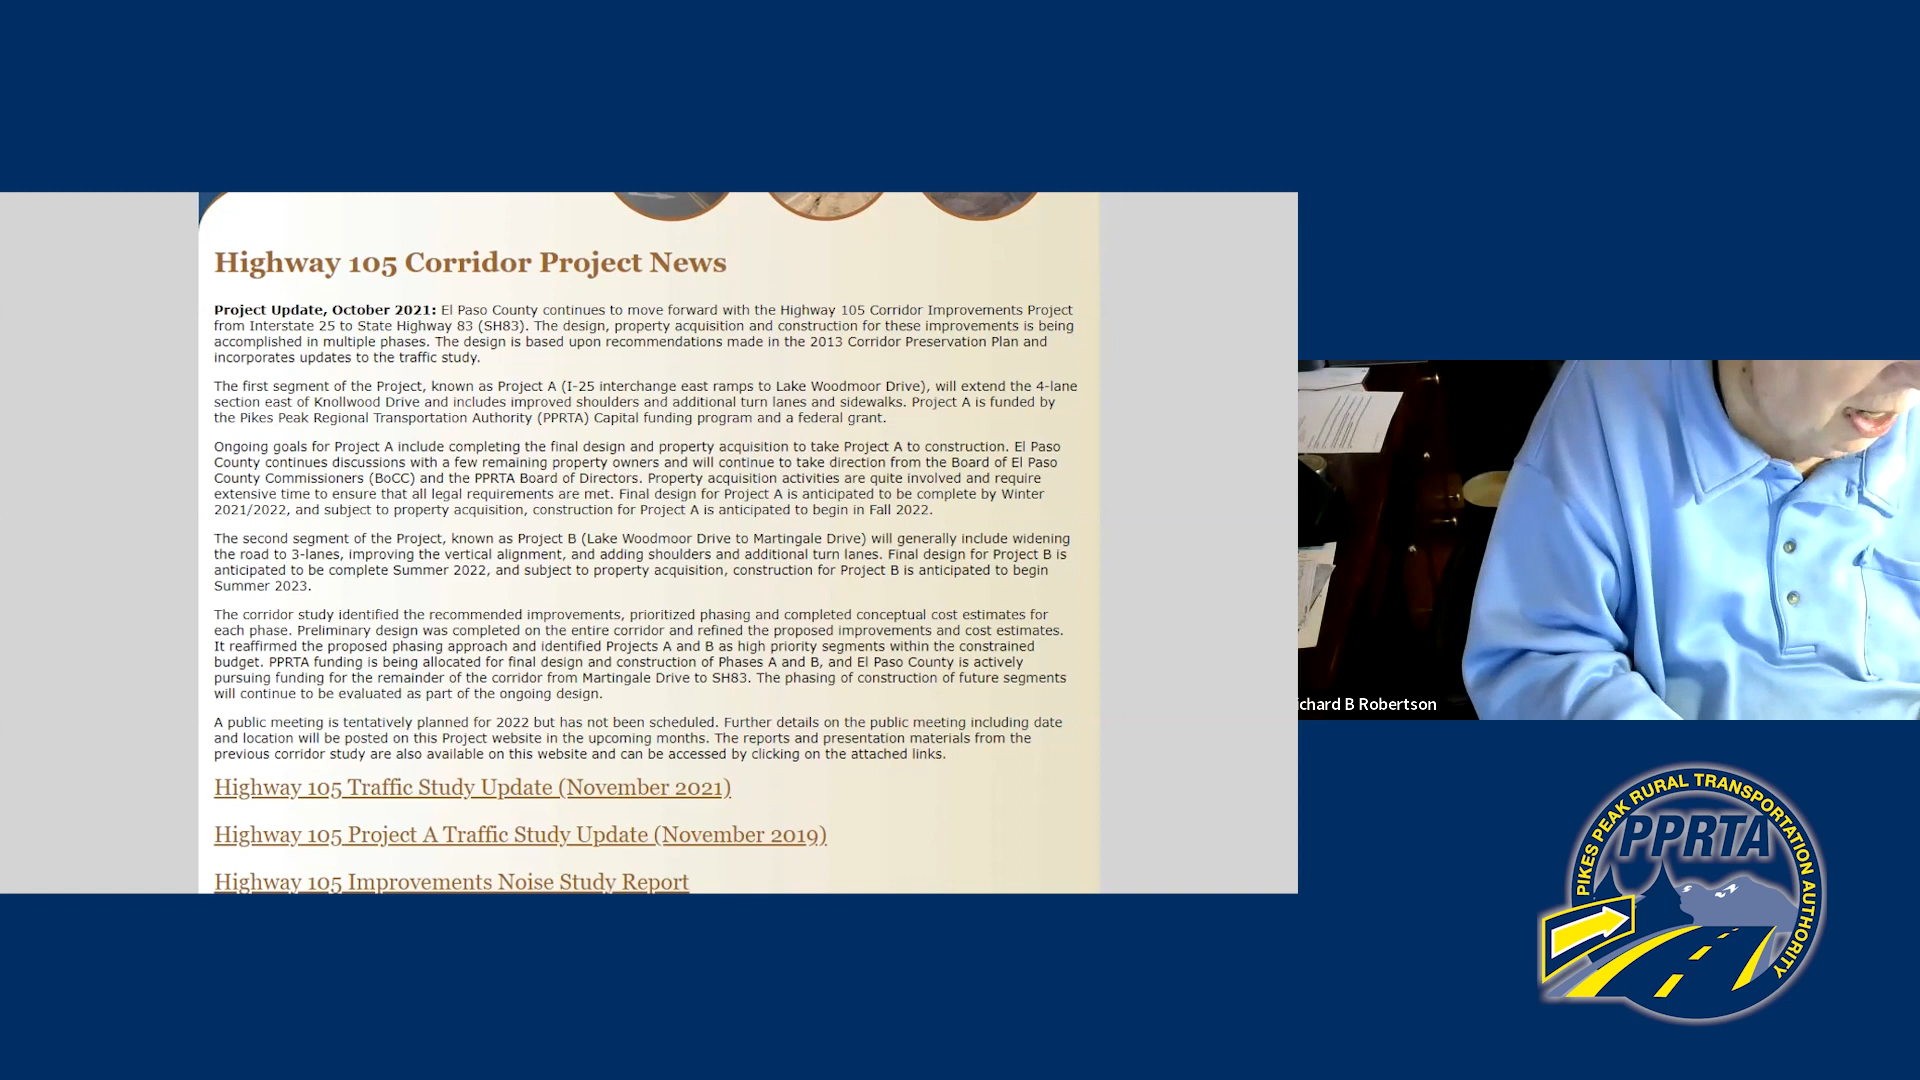 Highway 105 Corridor Project News
Project Update, October 2021: El Paso County continues to move forward with the Highway 105 Corridor Improvements Project
from Interstate 25 to State Highway 83 (SH83). The design, property acquisition and construction for these improvements is being
accomplished in multiple phases. The design is based upon recommendations made in the 2013 Corridor Preservation Plan and
incorporates updates to the traffic study.
The first segment of the Project, known as Project A (I-25 interchange east ramps to Lake Woodmoor Drive), will extend the 4-lane
section east of Knollwood Drive and includes improved shoulders and additional turn lanes and sidewalks. Project A is funded by
the Pikes Peak Regional Transportation Authority (PPRTA) Capital funding program and a federal grant.
Ongoing goals for Project A include completing the final design and property acquisition to take Project A to construction. El Paso
County continues discussions with a few remaining property owners and will continue to take direction from the Board of El Paso
County Commissioners (BoCC) and the PPRTA Board of Directors. Property acquisition activities are quite involved and require
extensive time to ensure that all legal requirements are met. Final design for Project A is anticipated to be complete by Winter
2021/2022, and subject to property acquisition, construction for Project A is anticipated to begin in Fall 2022.
The second segment of the Project, known as Project B (Lake Woodmoor Drive to Martingale Drive) will generally include widening
the road to 3-lanes, improving the vertical alignment, and adding shoulders and additional turn lanes. Final design for Project B is
anticipated to be complete Summer 2022, and subject to property acquisition, construction for Project B is anticipated to begin
Summer 2023.
The corridor study identified the recommended improvements, prioritized phasing and completed conceptual cost estimates for
each phase. Preliminary design was completed on the entire corridor and refined the proposed improvements and cost estimates.
It reaffirmed the proposed phasing approach and identified Projects A and B as high priority segments within the constrained
budget. PPRTA funding is being allocated for final design and construction of Phases A and B, and El Paso County is actively
pursuing funding for the remainder of the corridor from Martingale Drive to SH83. The phasing of construction of future segments
will continue to be evaluated as part of the ongoing design.
A public meeting is tentatively planned for 2022 but has not been scheduled. Further details on the public meeting including date
and location will be posted on this Project website in the upcoming months. The reports and presentation materials from the
previous corridor study are also available on this website and can be accessed by clicking on the attached links.
Highway 105 Traffic Study Update (November 2021)
Highway 105 Project A Traffic Study Update (November 2019)
Highway 105 Improvements Noise Study Report
ichard B Robertson
PIKES PEAK RURAL TRANSPORTATION AUTHORITY
PPRTA